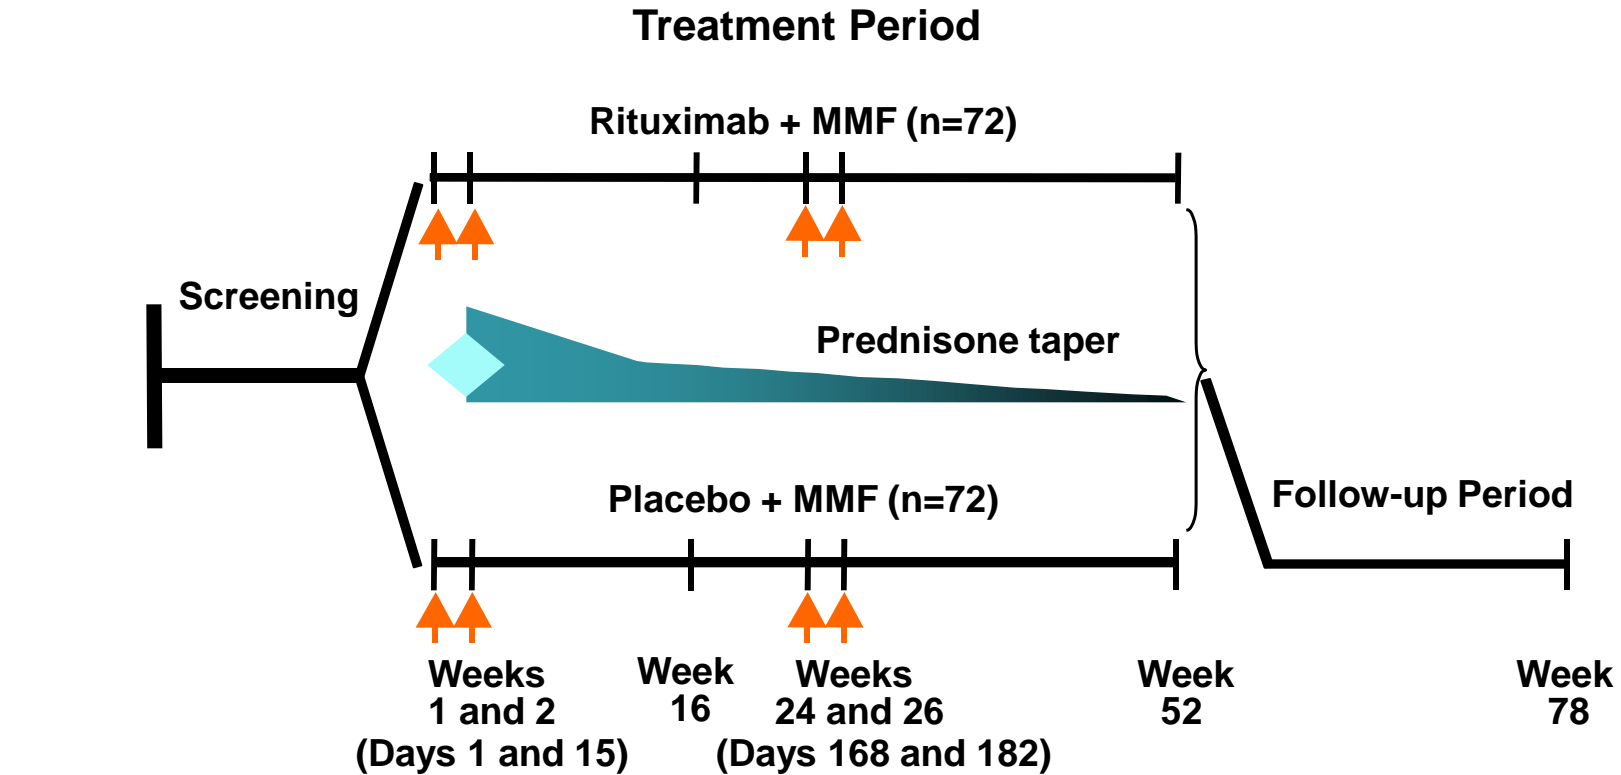 Treatment Period
Rituximab + MMF (n=72)
Screening
Prednisone taper
Placebo + MMF (n=72)
Follow-up Period
Weeks
1 and 2
(Days 1 and 15)
Week
16
Weeks
24 and 26
(Days 168 and 182)
Week
52
Week
78